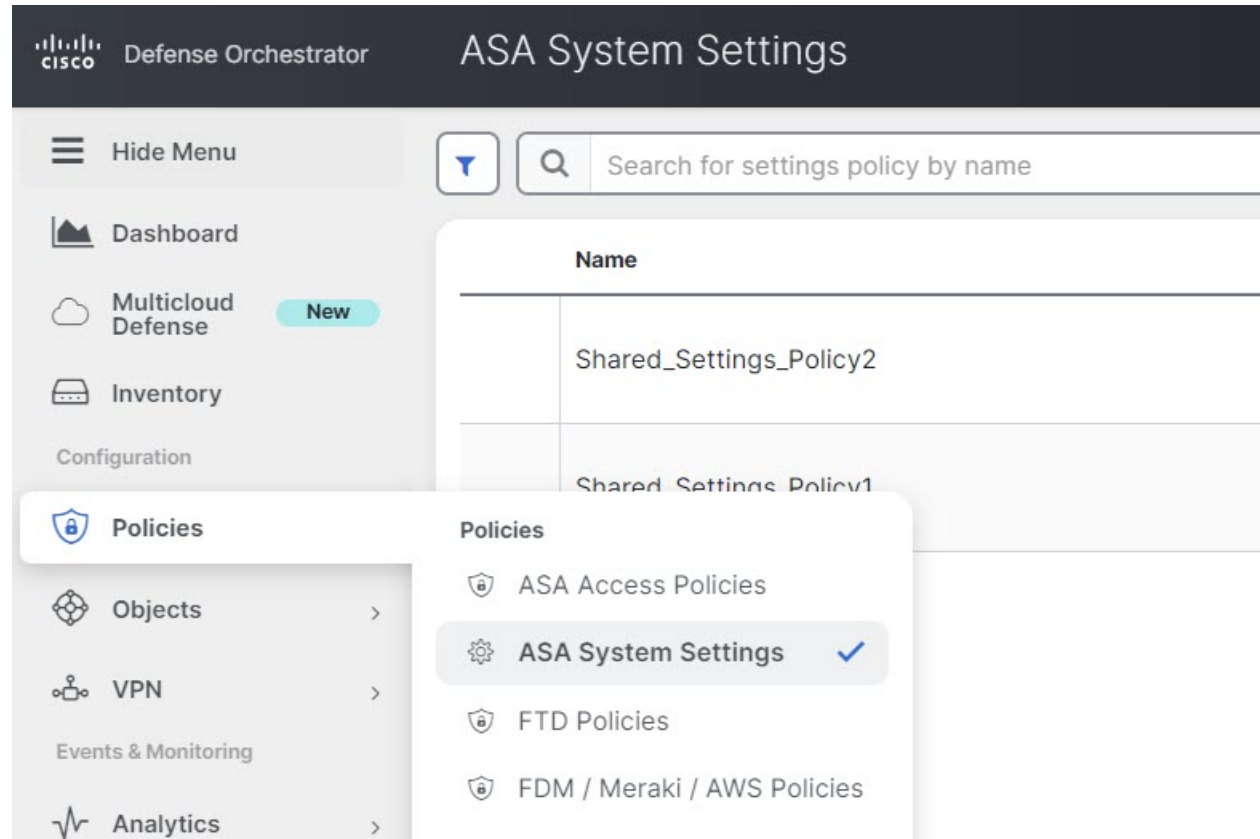 CISCO Defense Orchestrator
ASA System Settings
Hide Menu
Search for settings policy by name
Dashboard
Multicloud
Defense
New
Inventory
Configuration
Policies
Objects
VPN
Events & Monitoring
Analytics
Name
Shared_Settings_Policy2
Shared_Settings_Policy1
Policies
ASA Access Policies
ASA System Settings
FTD Policies
FDM / Meraki / AWS Policies